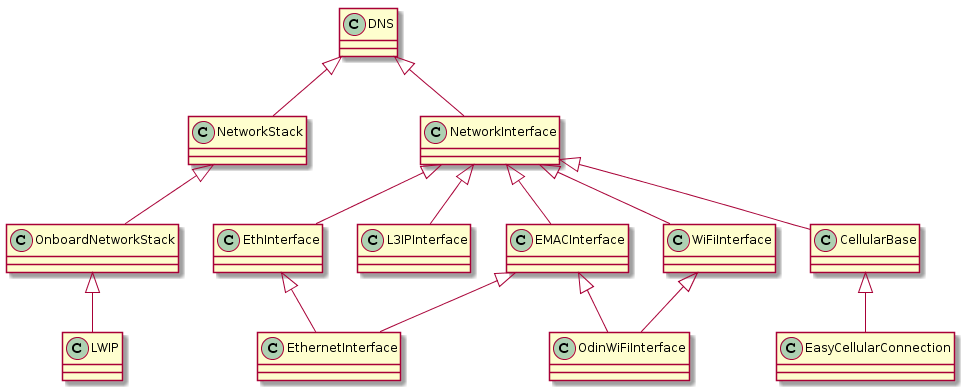 C DNS
C NetworkStack
C NetworkInterface
C OnboardNetworkStack
C EthInterface
C L3IPInterface
C EMACInterface
C WiFiInterface
C CellularBase
C LWIP
C EthernetInterface
C OdinWiFiInterface
C EasyCellularConnection